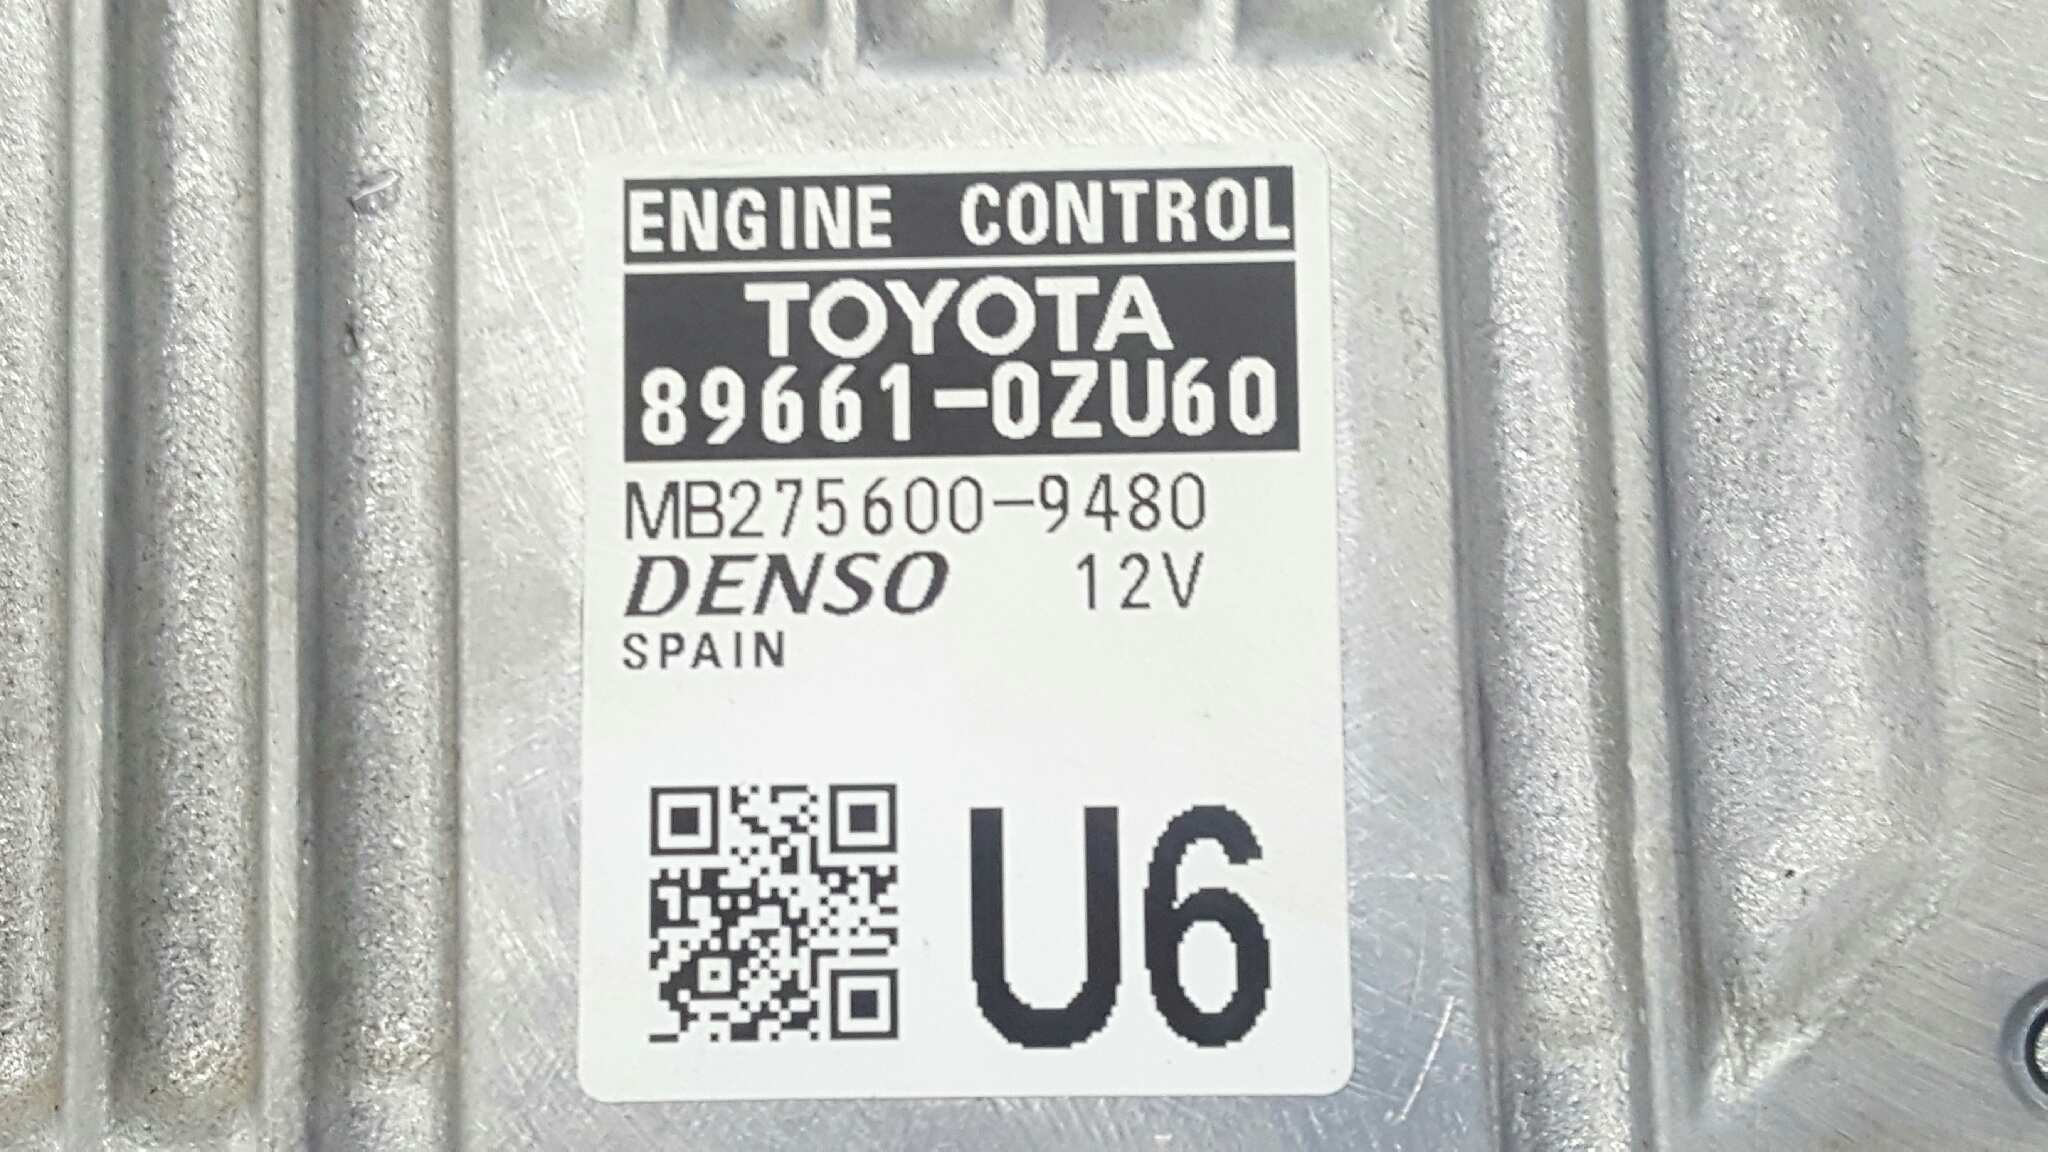 ENGINE CONTROL
TOYOTA
89661-0ZU60
MB275600-9480
DENSO 12V
SPAIN
U6